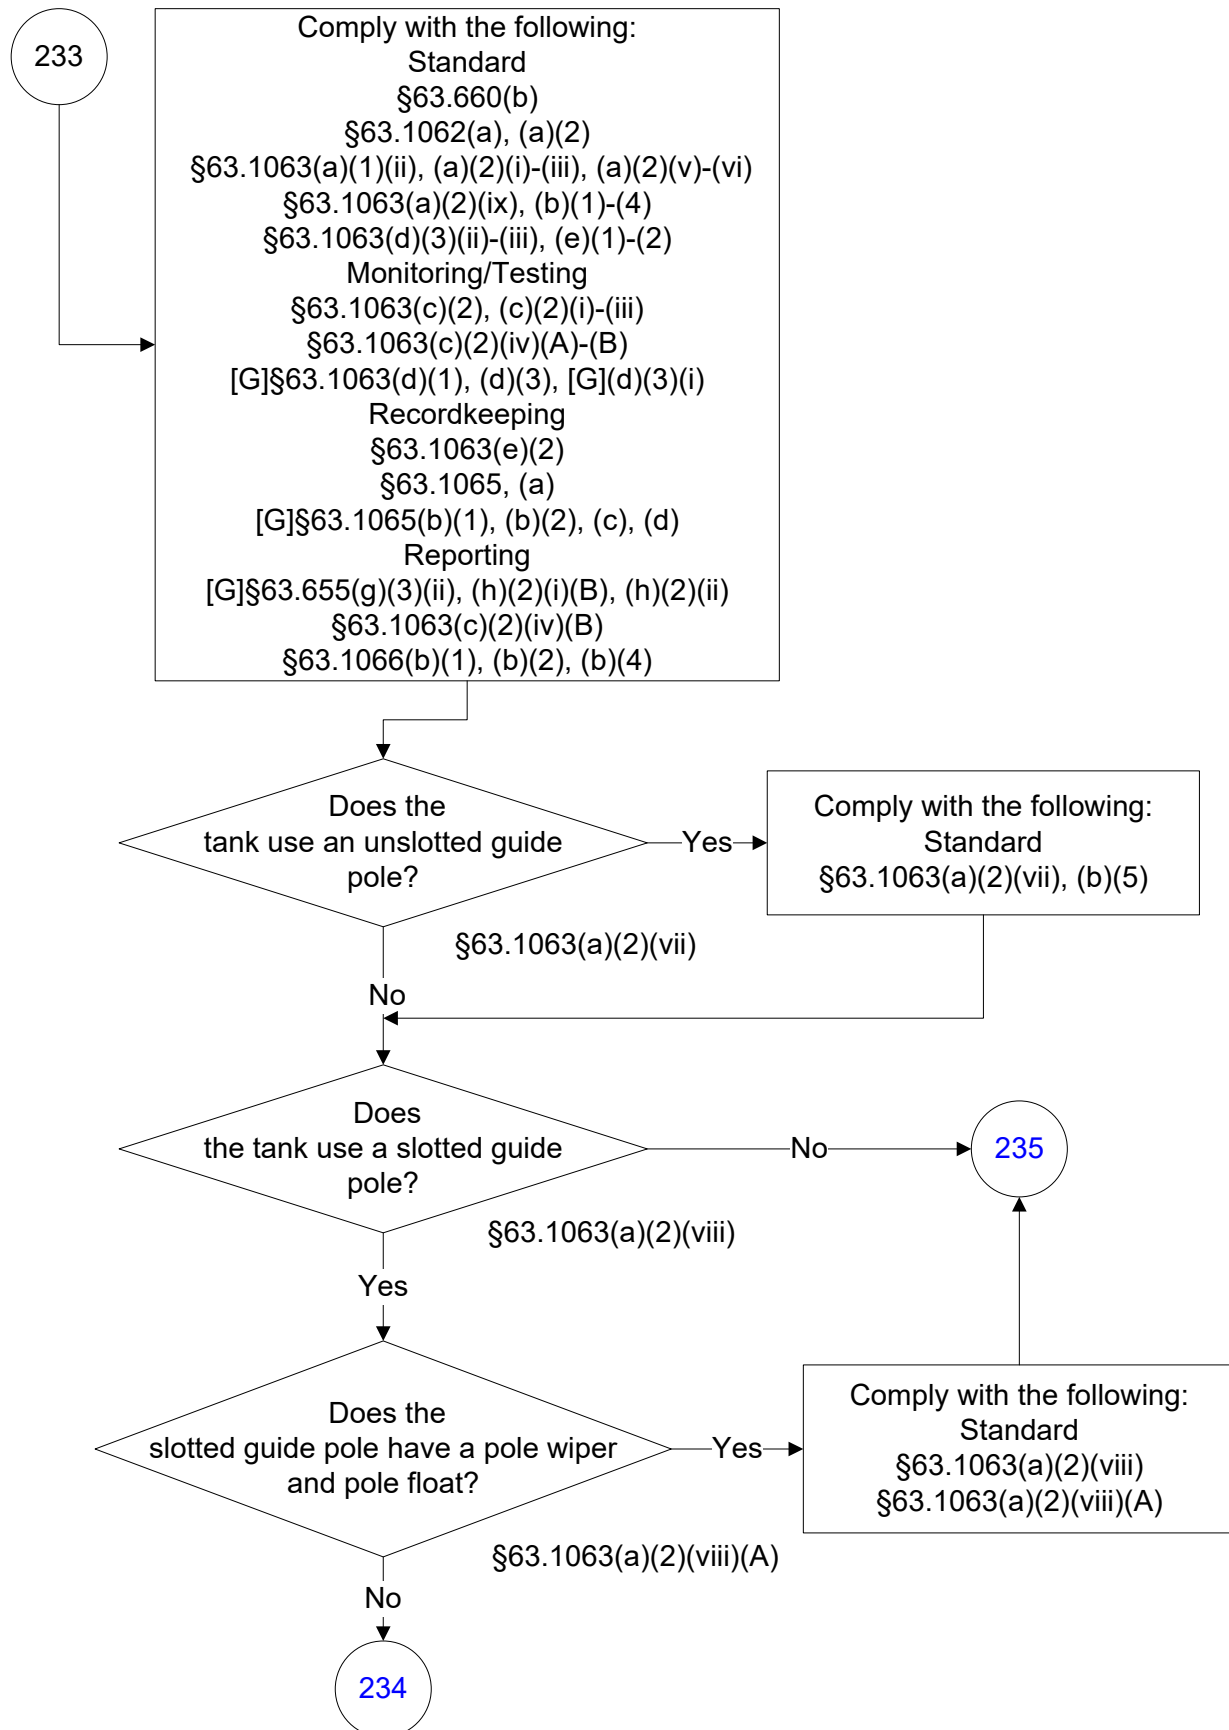 233
Comply with the following:
Standard
§63.660(b)
§63.1062(a), (a)(2)
§63.1063(a)(1)(ii), (a)(2)(i)-(iii), (a)(2)(v)-(vi)
§63.1063(a)(2)(ix), (b)(1)-(4)
§63.1063(d)(3)(ii)-(iii), (e)(1)-(2)
Monitoring/Testing
§63.1063(c)(2), (c)(2)(i)-(iii)
§63.1063(c)(2)(iv)(A)-(B)
[G]§63.1063(d)(1), (d)(3), [G](d)(3)(i)
Recordkeeping
§63.1063(e)(2)
§63.1065, (a)
[G]§63.1065(b)(1), (b)(2), (c), (d)
Reporting
[G]§63.655(g)(3)(ii), (h)(2)(i)(B), (h)(2)(ii)
§63.1063(c)(2)(iv)(B)
§63.1066(b)(1), (b)(2), (b)(4)
Does the
tank use an unslotted guide
pole?
Yes
Comply with the following:
Standard
§63.1063(a)(2)(vii), (b)(5)
§63.1063(a)(2)(vii)
No
Does
the tank use a slotted guide
pole?
No
235
§63.1063(a)(2)(viii)
Yes
Does the
slotted guide pole have a pole wiper
and pole float?
Yes
Comply with the following:
Standard
§63.1063(a)(2)(viii)
§63.1063(a)(2)(viii)(A)
§63.1063(a)(2)(viii)(A)
No
234